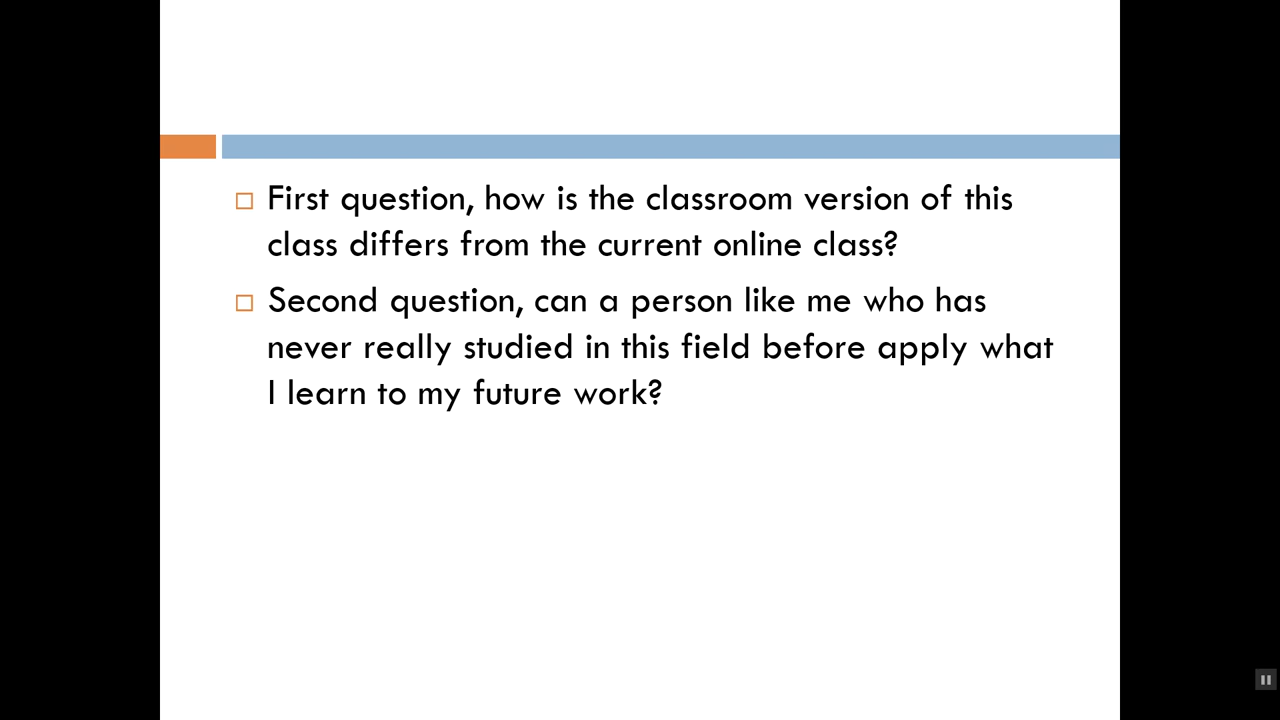 First question, how is the classroom version of this
class differs from the current online class?
Second question, can a person like me who has
never really studied in this field before apply what
I learn to my future work?